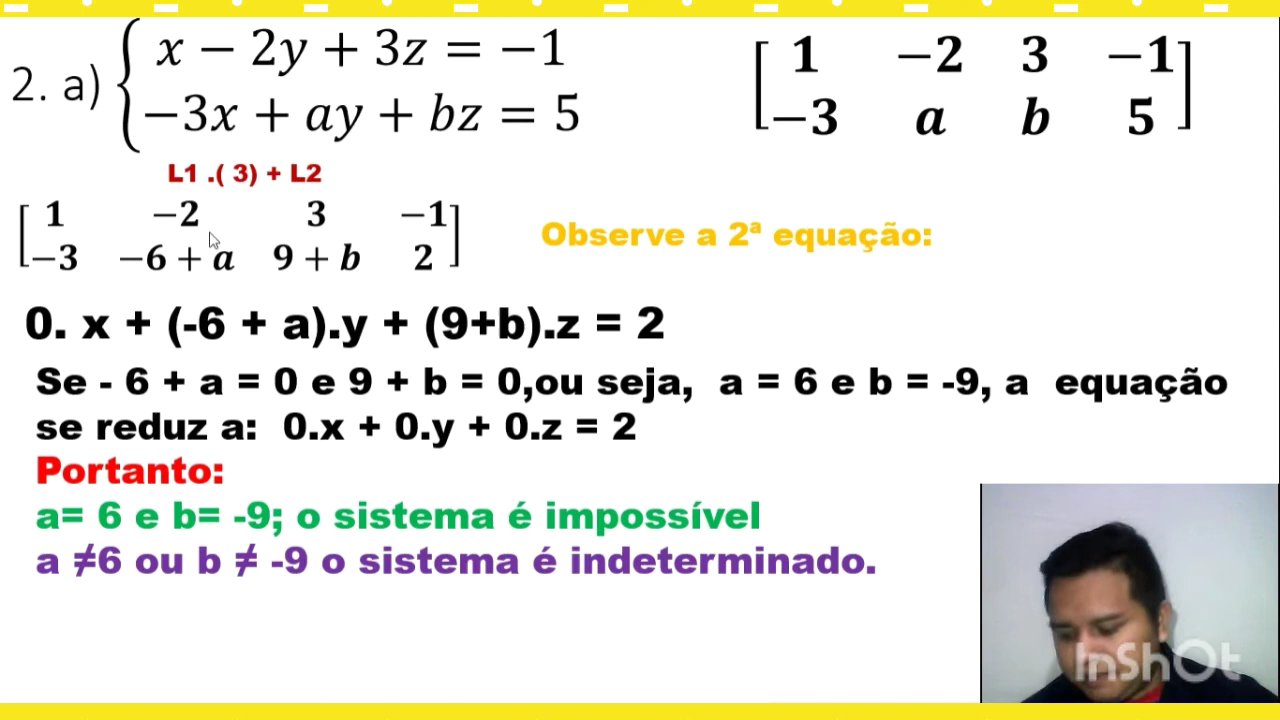 2. a) { x − 2y + 3z = −1
−3x + ay + bz = 5
[ 1 −2 3 −1 ]
[ −3 a b 5 ]
L1 .( 3) + L2
[ 1 −2 3 −1 ]
[ −3 −6 + a 9 + b 2 ]
Observe a 2ª equação:
0. x + (-6 + a).y + (9+b).z = 2
Se - 6 + a = 0 e 9 + b = 0,ou seja, a = 6 e b = -9, a equação
se reduz a: 0.x + 0.y + 0.z = 2
Portanto:
a= 6 e b= -9; o sistema é impossível
a ≠6 ou b ≠ -9 o sistema é indeterminado.
InShOt